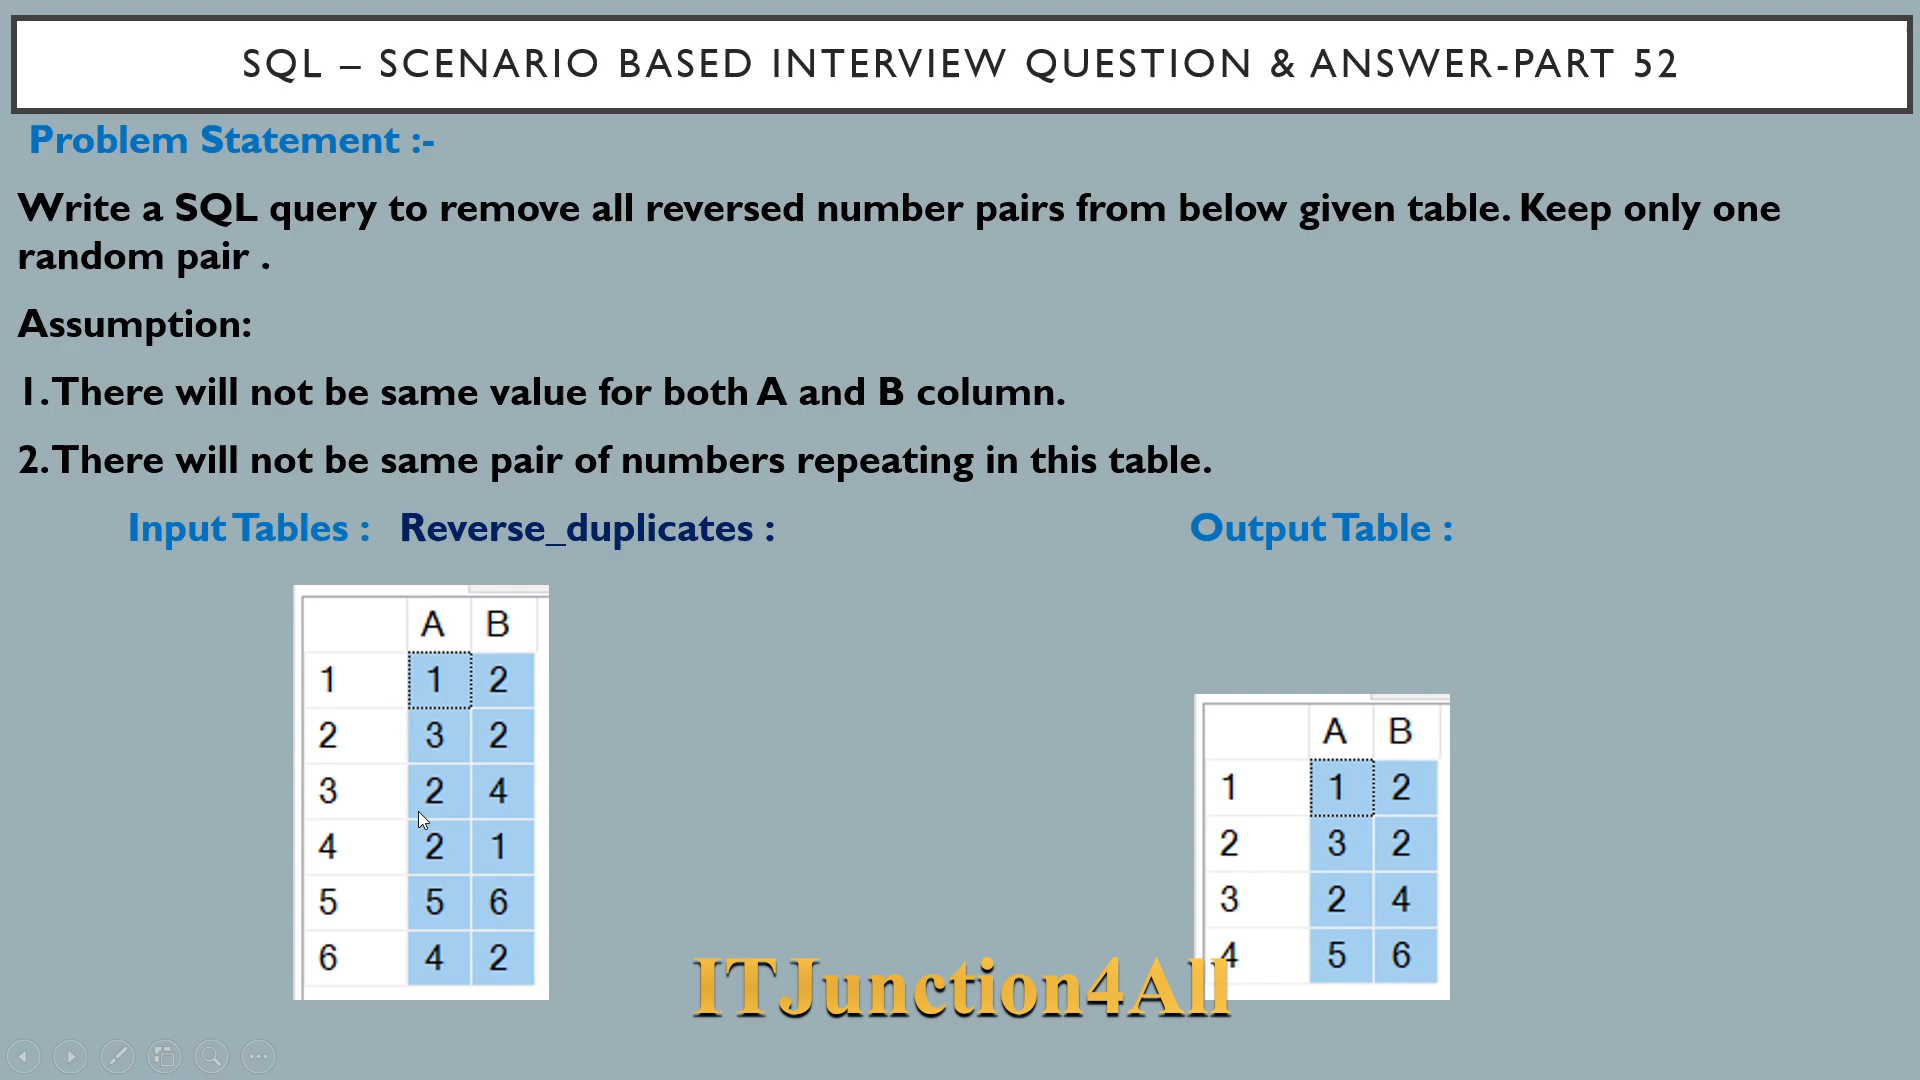 SQL – SCENARIO BASED INTERVIEW QUESTION & ANSWER-PART 52
Problem Statement :-
Write a SQL query to remove all reversed number pairs from below given table. Keep only one
random pair .
Assumption:
1. There will not be same value for both A and B column.
2. There will not be same pair of numbers repeating in this table.
Input Tables : Reverse_duplicates :
Output Table :
A B
1 1 2
2 3 2
3 2 4
4 2 1
5 5 6
6 4 2
A B
1 1 2
2 3 2
3 2 4
4 5 6
ITJunction4All